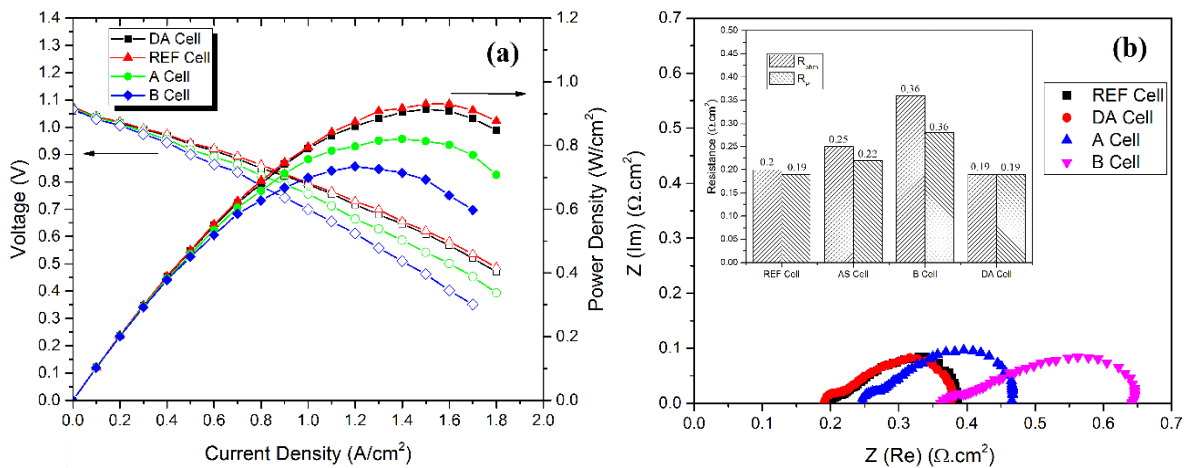 (a)
DA Cell
REF Cell
A Cell
B Cell
1.4
1.3
1.2
1.1
1.0
0.9
0.8
0.7
0.6
0.5
0.4
0.3
0.2
0.1
0.0
Voltage (V)
0.0 0.2 0.4 0.6 0.8 1.0 1.2 1.4 1.6 1.8 2.0
Current Density (A/cm²)
1.2
1.0
0.8
0.6
0.4
0.2
0.0
Power Density (W/cm²)
(b)
REF Cell
DA Cell
A Cell
B Cell
0.7
0.6
0.5
0.4
0.3
0.2
0.1
0.0
Z (Im) (Ω.cm²)
0.1 0.2 0.3 0.4 0.5 0.6 0.7
Z (Re) (Ω.cm²)
R_ohm
R_P
0.50
0.45
0.40
0.35
0.30
0.25
0.20
0.15
0.10
0.05
0.00
Resistance (Ω.cm²)
0.2 0.19
0.25 0.22
0.36 0.36
0.19 0.19
REF Cell AS Cell B Cell DA Cell